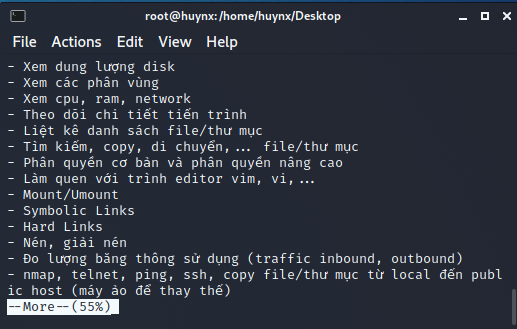 root@huynx:/home/huynx/Desktop
File Actions Edit View Help
- Xem dung lượng disk
- Xem các phân vùng
- Xem cpu, ram, network
- Theo dõi chi tiết tiến trình
- Liệt kê danh sách file/thư mục
- Tìm kiếm, copy, di chuyển,... file/thư mục
- Phân quyền cơ bản và phân quyền nâng cao
- Làm quen với trình editor vim, vi,...
- Mount/Umount
- Symbolic Links
- Hard Links
- Nén, giải nén
- Đo lượng băng thông sử dụng (traffic inbound, outbound)
- nmap, telnet, ping, ssh, copy file/thư mục từ local đến publ
ic host (máy ảo để thay thế)
--More--(55%)